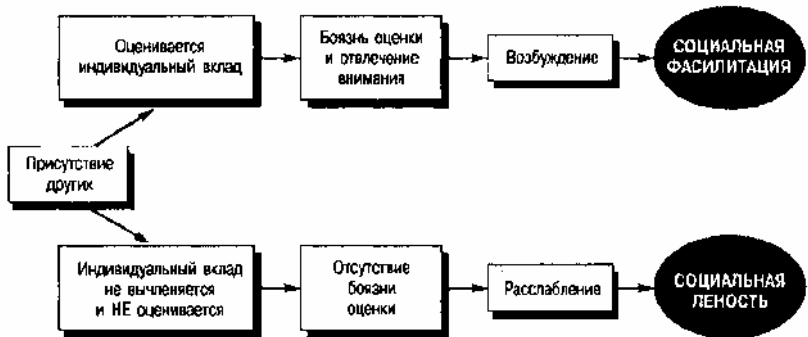 Оценивается
индивидуальный вклад
Боязнь оценки
и отвлечение
внимания
Возбуждение
СОЦИАЛЬНАЯ
ФАСИЛИТАЦИЯ
Присутствие
других
Индивидуальный вклад
не вычленяется
и НЕ оценивается
Отсутствие
боязни
оценки
Расслабление
СОЦИАЛЬНАЯ
ЛЕНОСТЬ